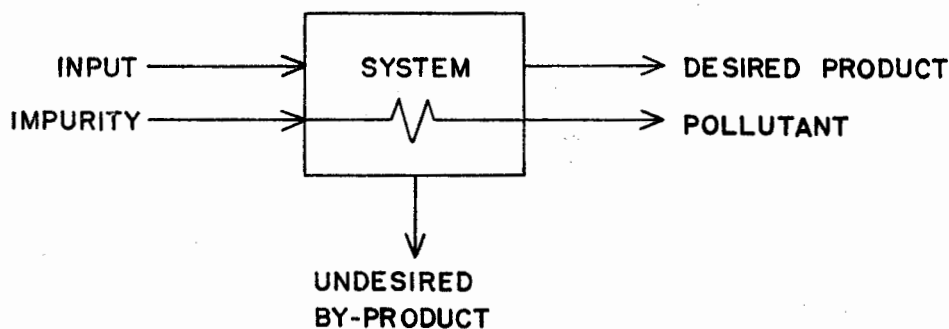 INPUT
SYSTEM
DESIRED PRODUCT
IMPURITY
POLLUTANT
UNDESIRED
BY-PRODUCT